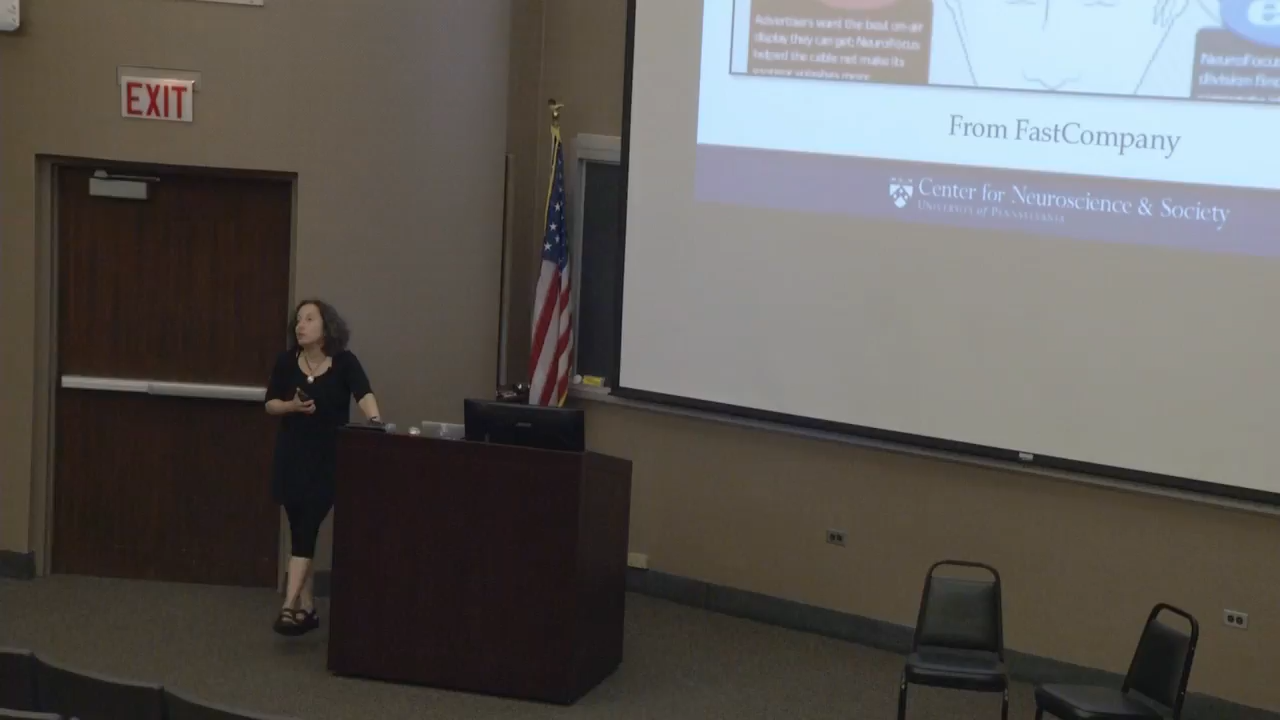 Advertisers want the best on-air
display they can get; NeuroFocus
helped the cable net make its
NeuroFocus
division
EXIT
From FastCompany
Center for Neuroscience & Society
University of Pennsylvania